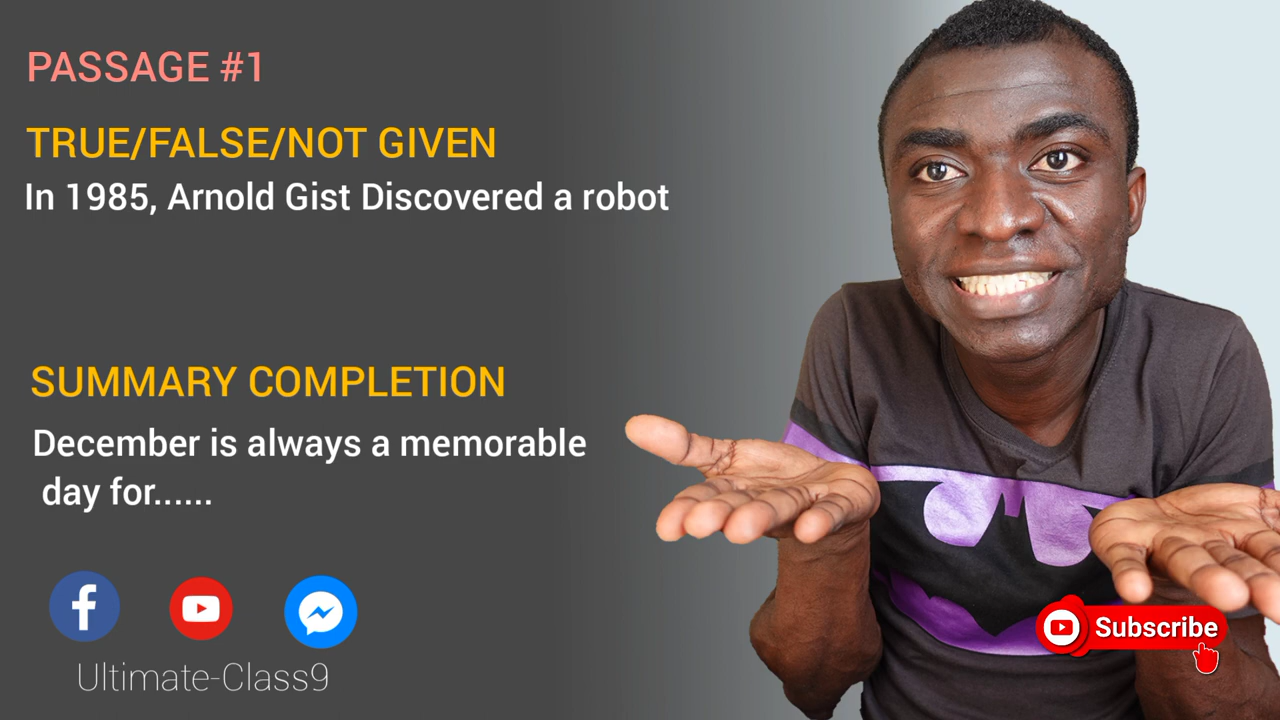 PASSAGE #1
TRUE/FALSE/NOT GIVEN
In 1985, Arnold Gist Discovered a robot
SUMMARY COMPLETION
December is always a memorable
day for......
Ultimate-Class9
Subscribe